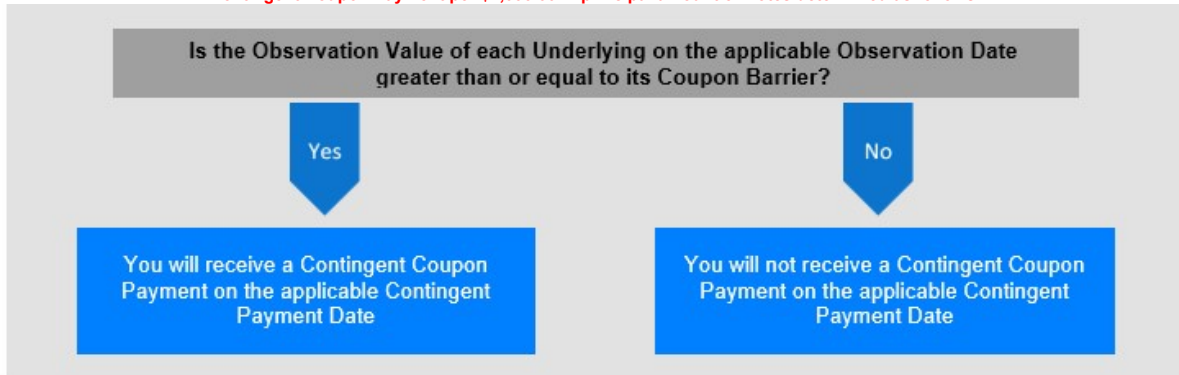 Is the Observation Value of each Underlying on the applicable Observation Date
greater than or equal to its Coupon Barrier?
Yes
No
You will receive a Contingent Coupon
Payment on the applicable Contingent
Payment Date
You will not receive a Contingent Coupon
Payment on the applicable Contingent
Payment Date